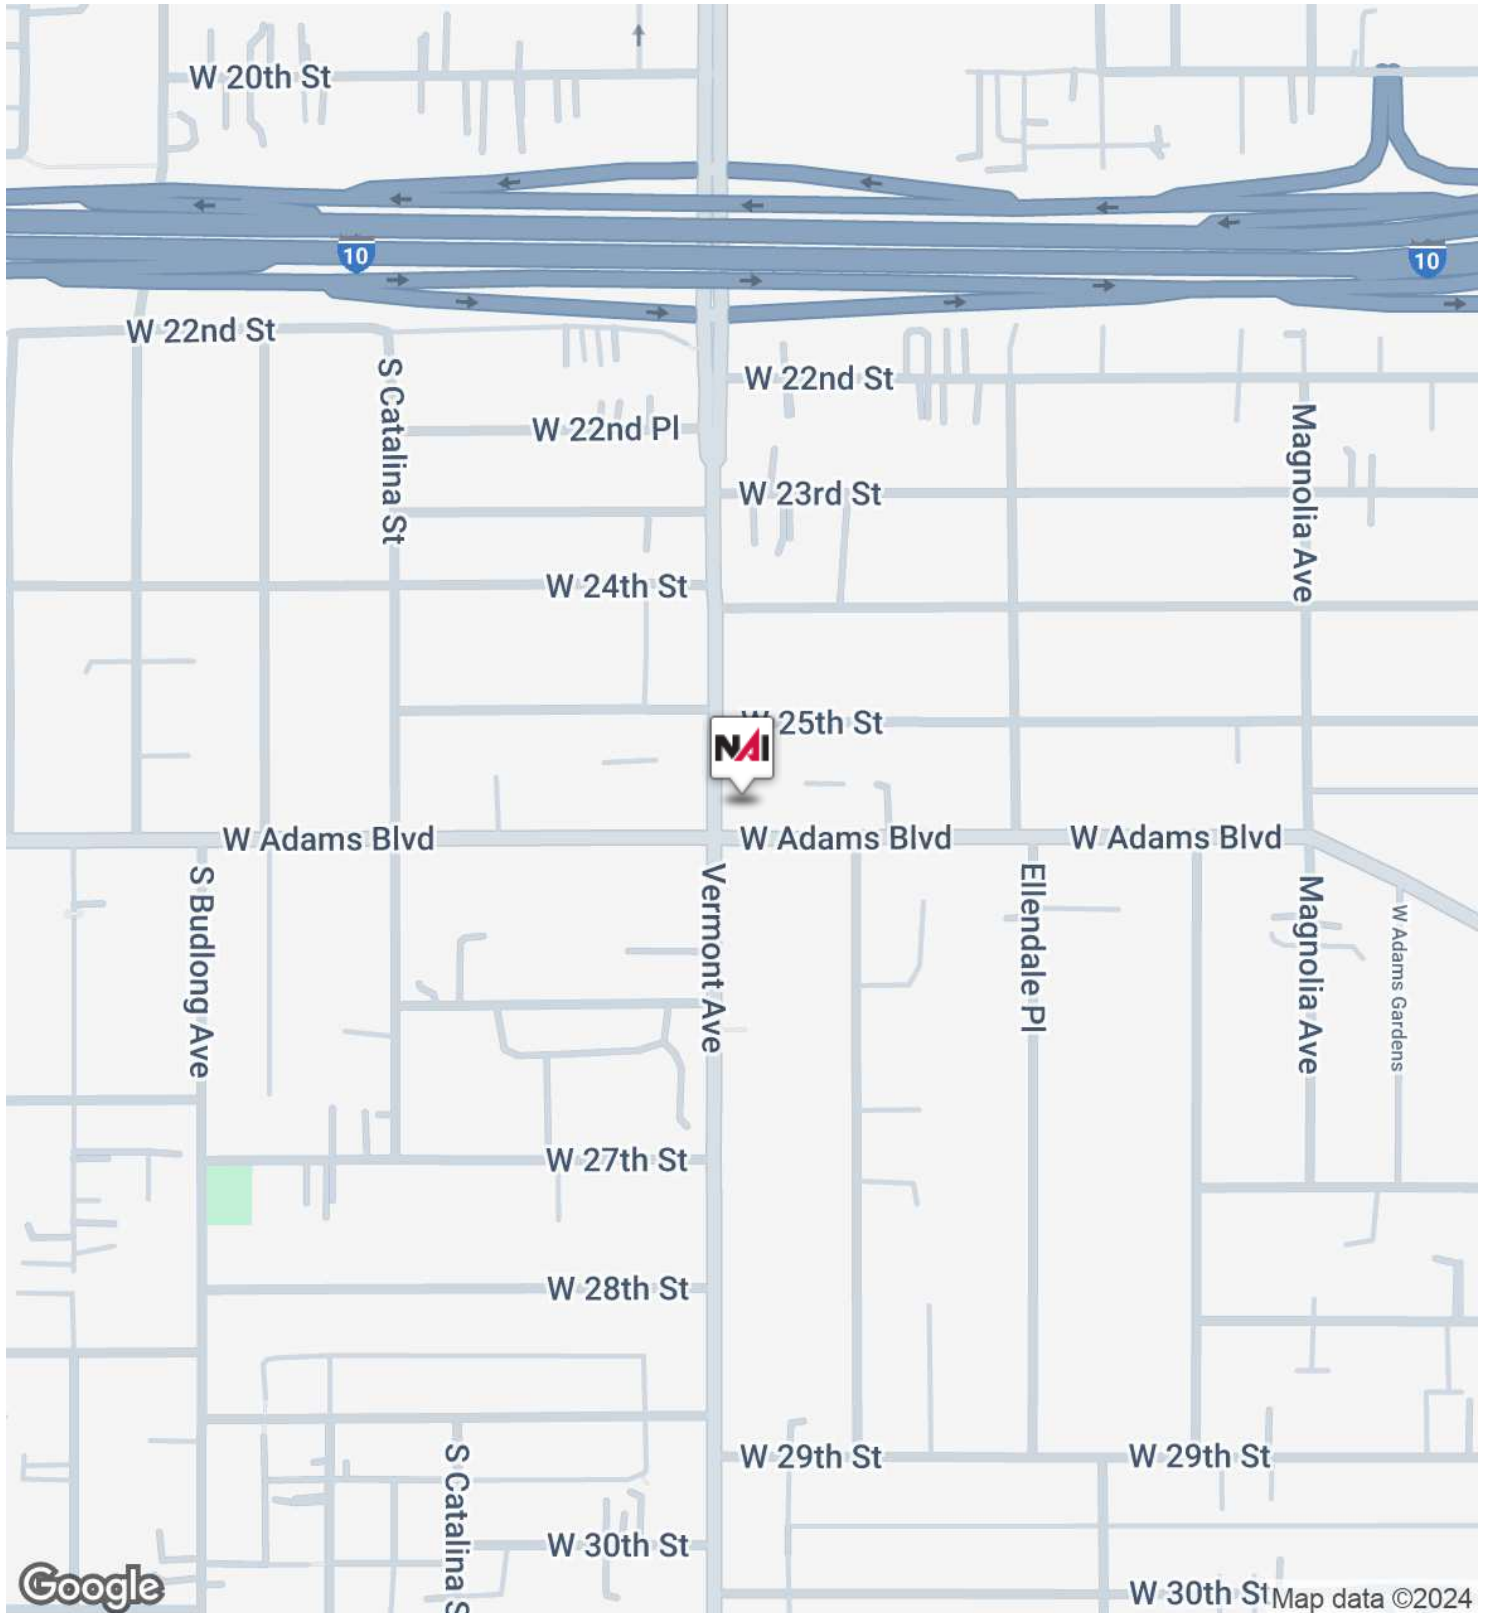 W 20th St
10
10
W 22nd St
S Catalina St
W 22nd St
W 22nd Pl
Magnolia Ave
W 23rd St
W 24th St
W 25th St
NAI
W Adams Blvd
W Adams Blvd
W Adams Blvd
S Budlong Ave
Vermont Ave
Ellendale Pl
Magnolia Ave
W Adams Gardens
W 27th St
W 28th St
S Catalina S
W 29th St
W 29th St
W 30th St
W 30th St
Google
Map data ©2024